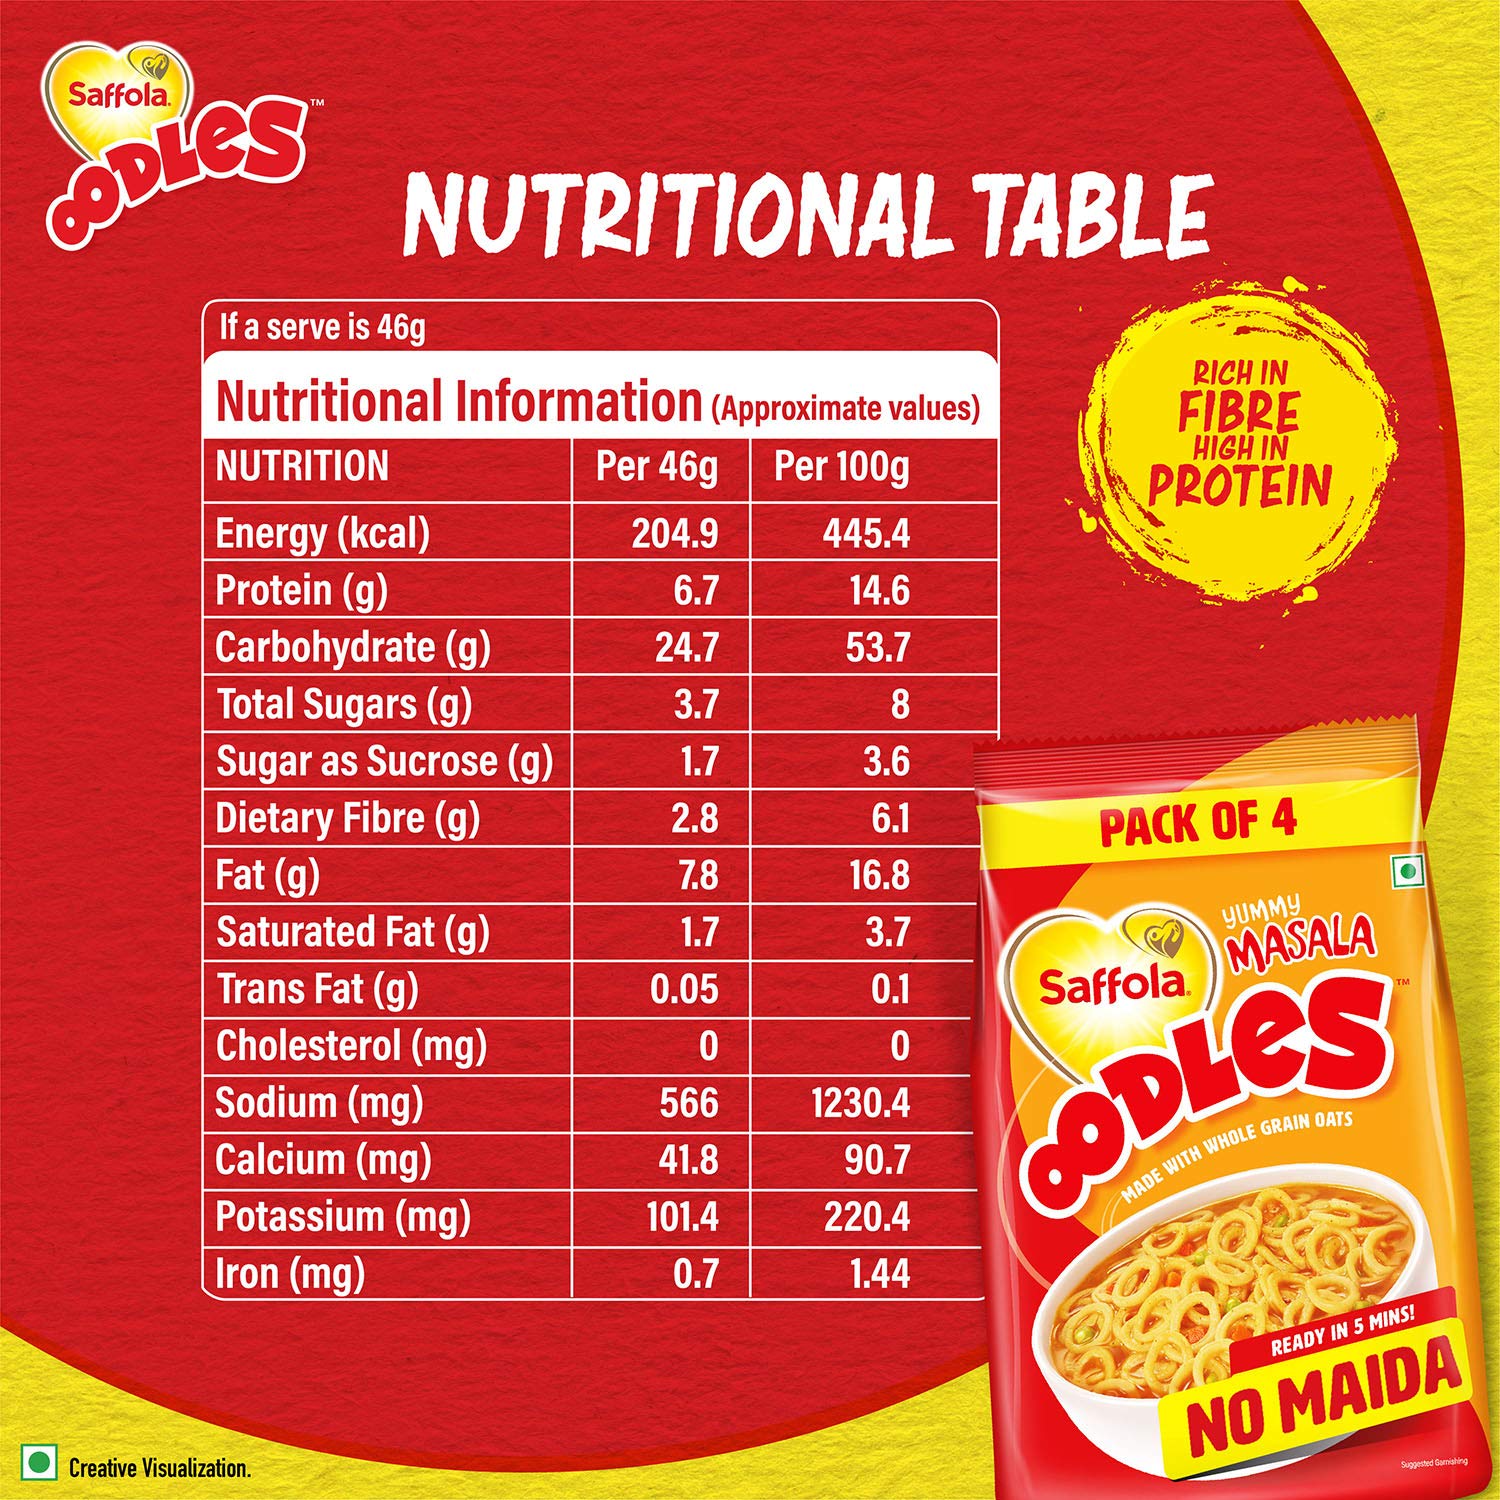 Saffola
OODLES™
NUTRITIONAL TABLE
If a serve is 46g
Nutritional Information (Approximate values)
NUTRITION Per 46g Per 100g
Energy (kcal) 204.9 445.4
Protein (g) 6.7 14.6
Carbohydrate (g) 24.7 53.7
Total Sugars (g) 3.7 8
Sugar as Sucrose (g) 1.7 3.6
Dietary Fibre (g) 2.8 6.1
Fat (g) 7.8 16.8
Saturated Fat (g) 1.7 3.7
Trans Fat (g) 0.05 0.1
Cholesterol (mg) 0 0
Sodium (mg) 566 1230.4
Calcium (mg) 41.8 90.7
Potassium (mg) 101.4 220.4
Iron (mg) 0.7 1.44
RICH IN
FIBRE
HIGH IN
PROTEIN
PACK OF 4
YUMMY
MASALA
Saffola®
OODLES™
MADE WITH WHOLE GRAIN OATS
READY IN 5 MINS!
NO MAIDA
Suggested Garnishing
Creative Visualization.